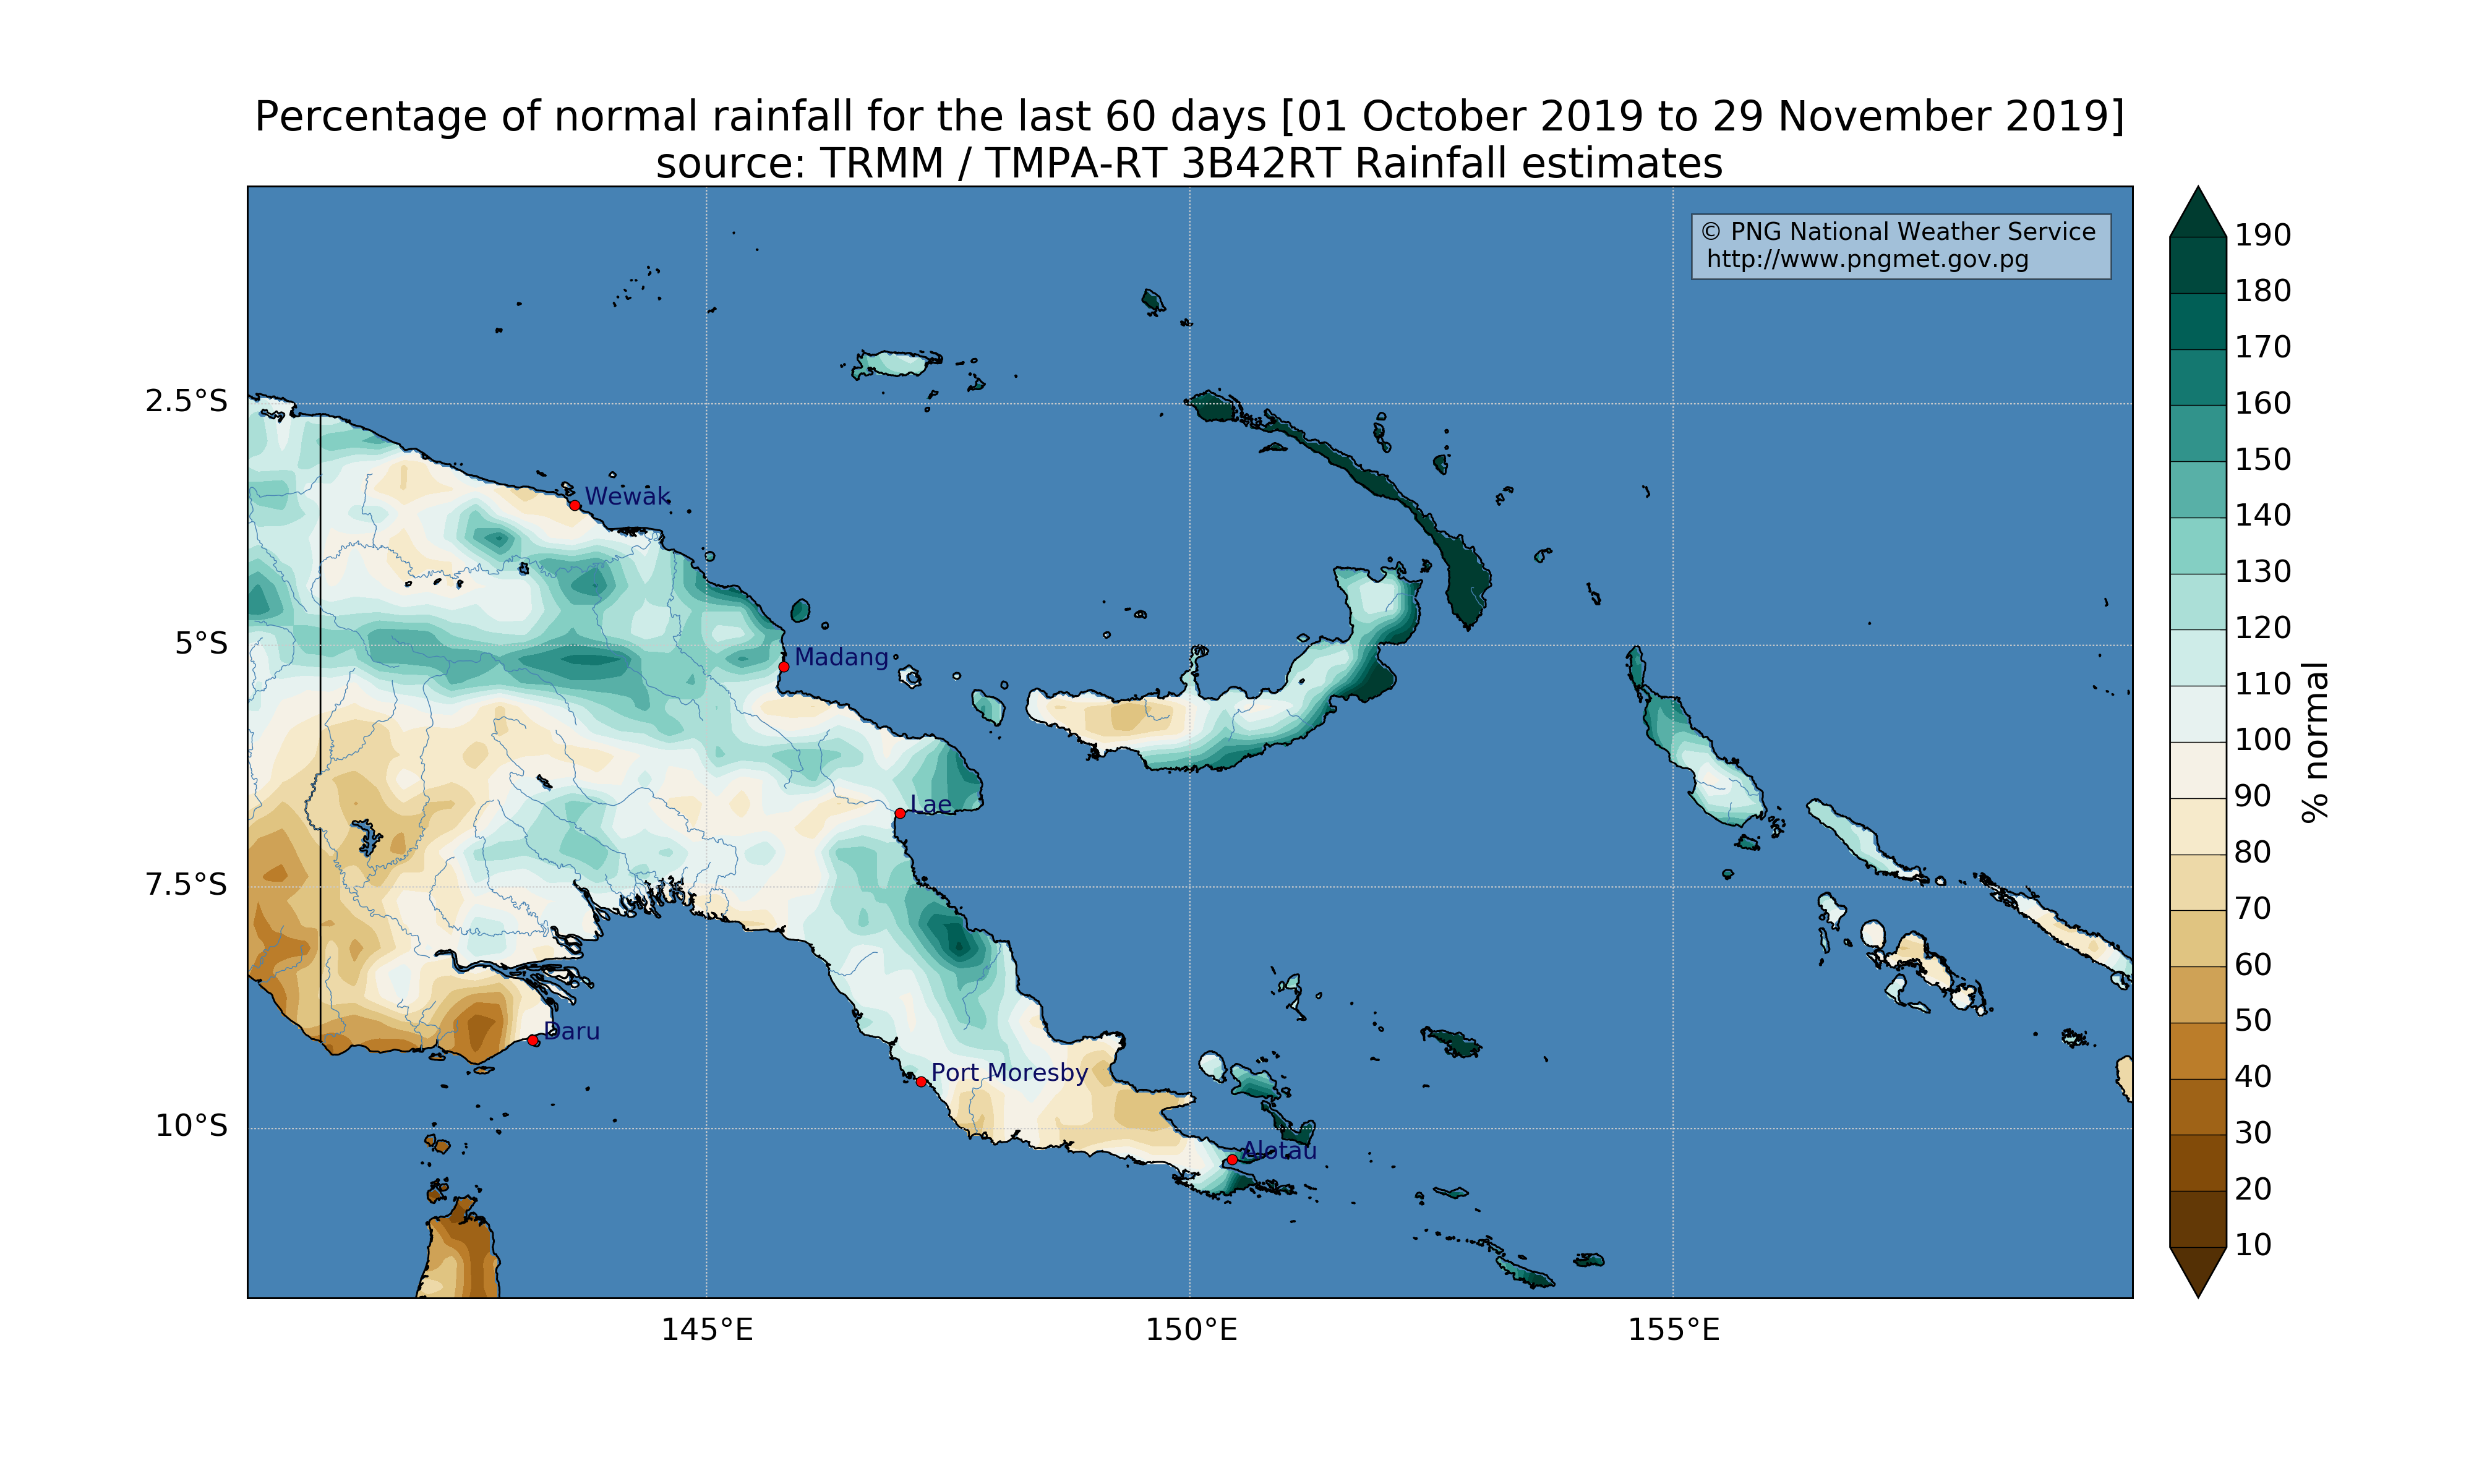 Percentage of normal rainfall for the last 60 days [01 October 2019 to 29 November 2019]
source: TRMM / TMPA-RT 3B42RT Rainfall estimates
© PNG National Weather Service
http://www.pngmet.gov.pg
2.5°S
5°S
7.5°S
10°S
Wewak
Madang
Lae
Daru
Port Moresby
Alotau
145°E
150°E
155°E
190
180
170
160
150
140
130
120
110
100
90
80
70
60
50
40
30
20
10
% normal